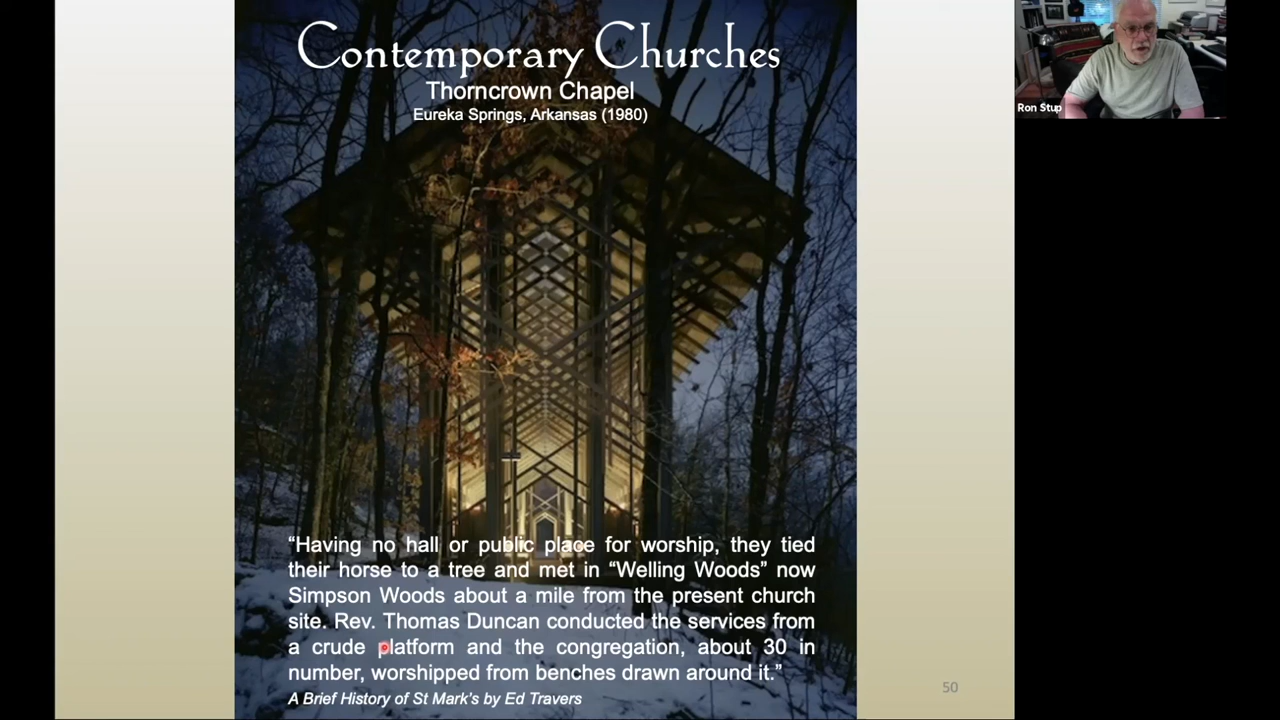 Contemporary Churches
Thorncrown Chapel
Eureka Springs, Arkansas (1980)
Ron Stup
“Having no hall or public place for worship, they tied
their horse to a tree and met in “Welling Woods” now
Simpson Woods about a mile from the present church
site. Rev. Thomas Duncan conducted the services from
a crude platform and the congregation, about 30 in
number, worshipped from benches drawn around it.”
A Brief History of St Mark's by Ed Travers
50